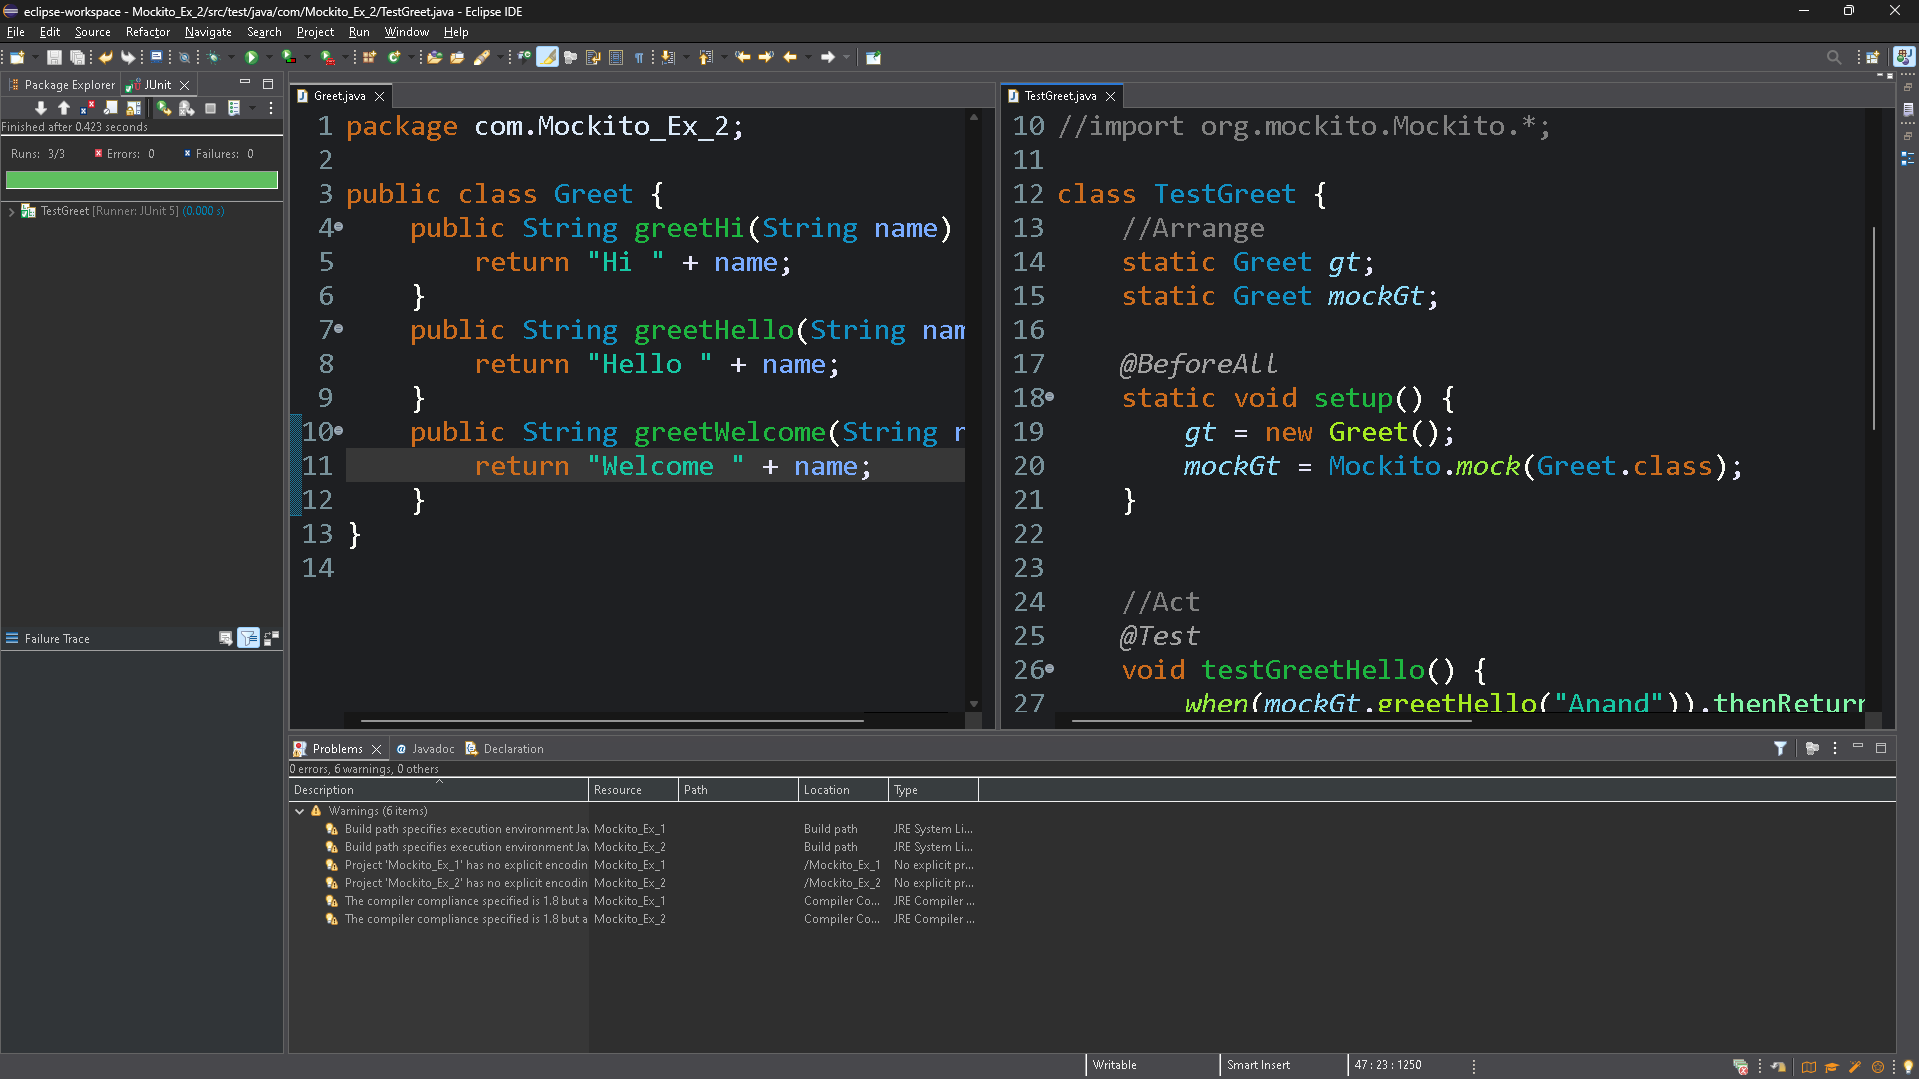 eclipse-workspace - Mockito_Ex_2/src/test/java/com/Mockito_Ex_2/TestGreet.java - Eclipse IDE
File Edit Source Refactor Navigate Search Project Run Window Help
Package Explorer JUnit
Finished after 0.423 seconds
Runs: 3/3 Errors: 0 Failures: 0
TestGreet [Runner: JUnit 5] (0.000 s)
Failure Trace
Greet.java
1 package com.Mockito_Ex_2;
2
3 public class Greet {
4 public String greetHi(String name)
5 return "Hi " + name;
6 }
7 public String greetHello(String nam
8 return "Hello " + name;
9 }
10 public String greetWelcome(String n
11 return "Welcome " + name;
12 }
13 }
14
TestGreet.java
10 //import org.mockito.Mockito.*;
11
12 class TestGreet {
13 //Arrange
14 static Greet gt;
15 static Greet mockGt;
16
17 @BeforeAll
18 static void setup() {
19 gt = new Greet();
20 mockGt = Mockito.mock(Greet.class);
21 }
22
23
24 //Act
25 @Test
26 void testGreetHello() {
27 when(mockGt.greetHello("Anand")).thenReturn
Problems Javadoc Declaration
0 errors, 6 warnings, 0 others
Description Resource Path Location Type
Warnings (6 items)
Build path specifies execution environment Jav Mockito_Ex_1 Build path JRE System Li...
Build path specifies execution environment Jav Mockito_Ex_2 Build path JRE System Li...
Project 'Mockito_Ex_1' has no explicit encodin Mockito_Ex_1 /Mockito_Ex_1 No explicit pr...
Project 'Mockito_Ex_2' has no explicit encodin Mockito_Ex_2 /Mockito_Ex_2 No explicit pr...
The compiler compliance specified is 1.8 but a Mockito_Ex_1 Compiler Co... JRE Compiler ...
The compiler compliance specified is 1.8 but a Mockito_Ex_2 Compiler Co... JRE Compiler ...
Writable Smart Insert 47 : 23 : 1250